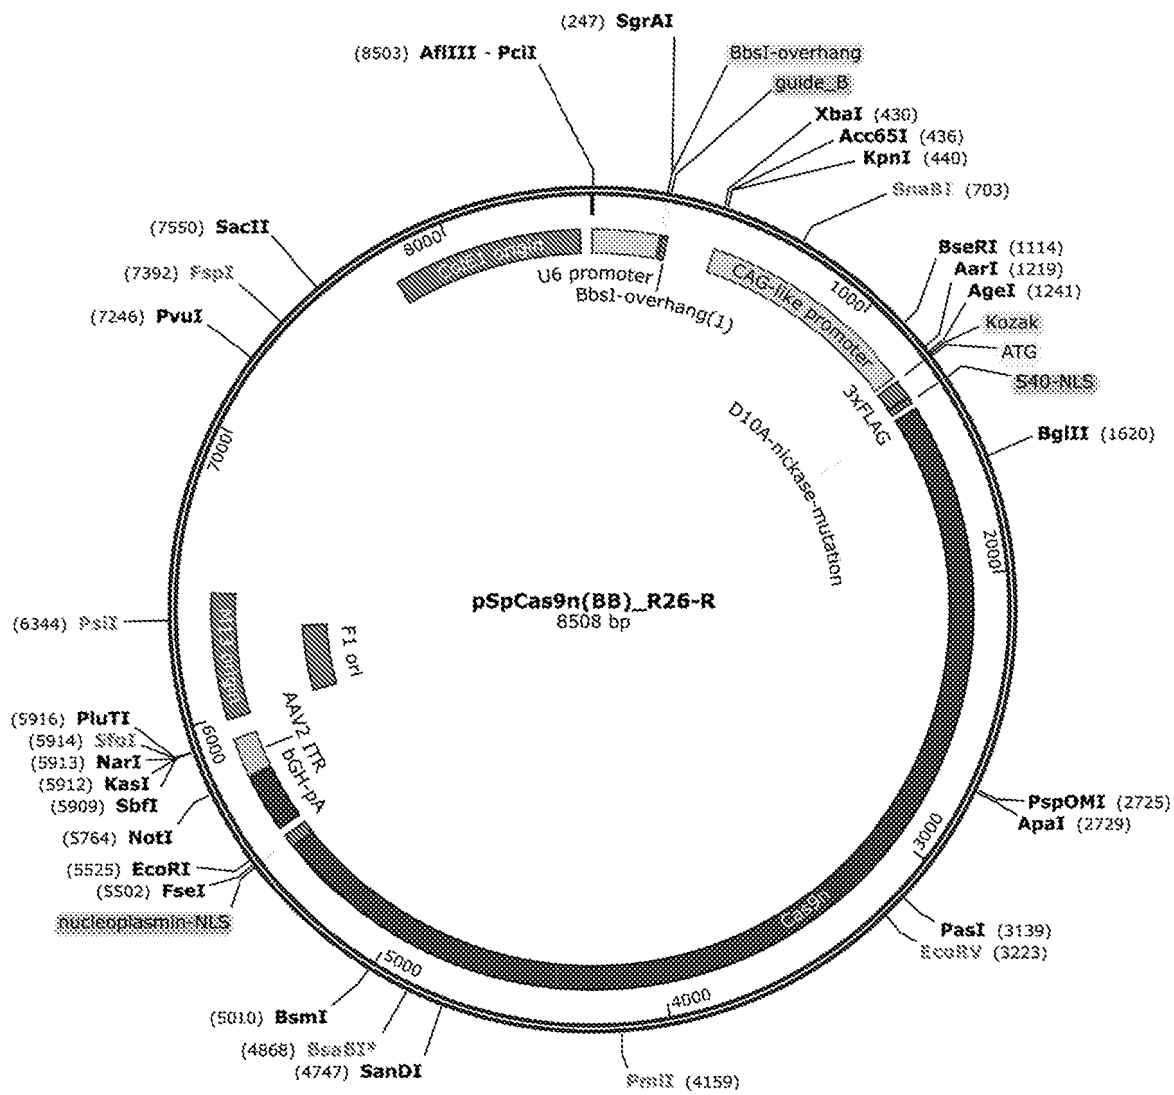 (247) SgrAI
(8503) AflIII - PciI
BbsI-overhang
guide_B
XbaI (430)
Acc65I (436)
KpnI (440)
SnaBI (703)
BseRI (1114)
AarI (1219)
AgeI (1241)
Kozak
ATG
S40-NLS
BglII (1620)
(7550) SacII
(7392) FspI
(7246) PvuI
8000
U6 promoter
BbsI-overhang(1)
CAG-like promoter
1000
3xFLAG
D10A-nickase-mutation
7000
2000
pSpCas9n(BB)_R26-R
8508 bp
(6344) PsiI
F1 ori
AAV2 ITR
bGH-pA
6000
(5916) PluTI
(5914) SfoI
(5913) NarI
(5912) KasI
(5909) SbfI
(5764) NotI
(5525) EcoRI
(5502) FseI
nucleoplasmin-NLS
PspOMI (2725)
ApaI (2729)
3000
cas9n
PasI (3139)
EcoRV (3223)
5000
4000
(5010) BsmI
(4868) BsaBI*
(4747) SanDI
PmlI (4159)